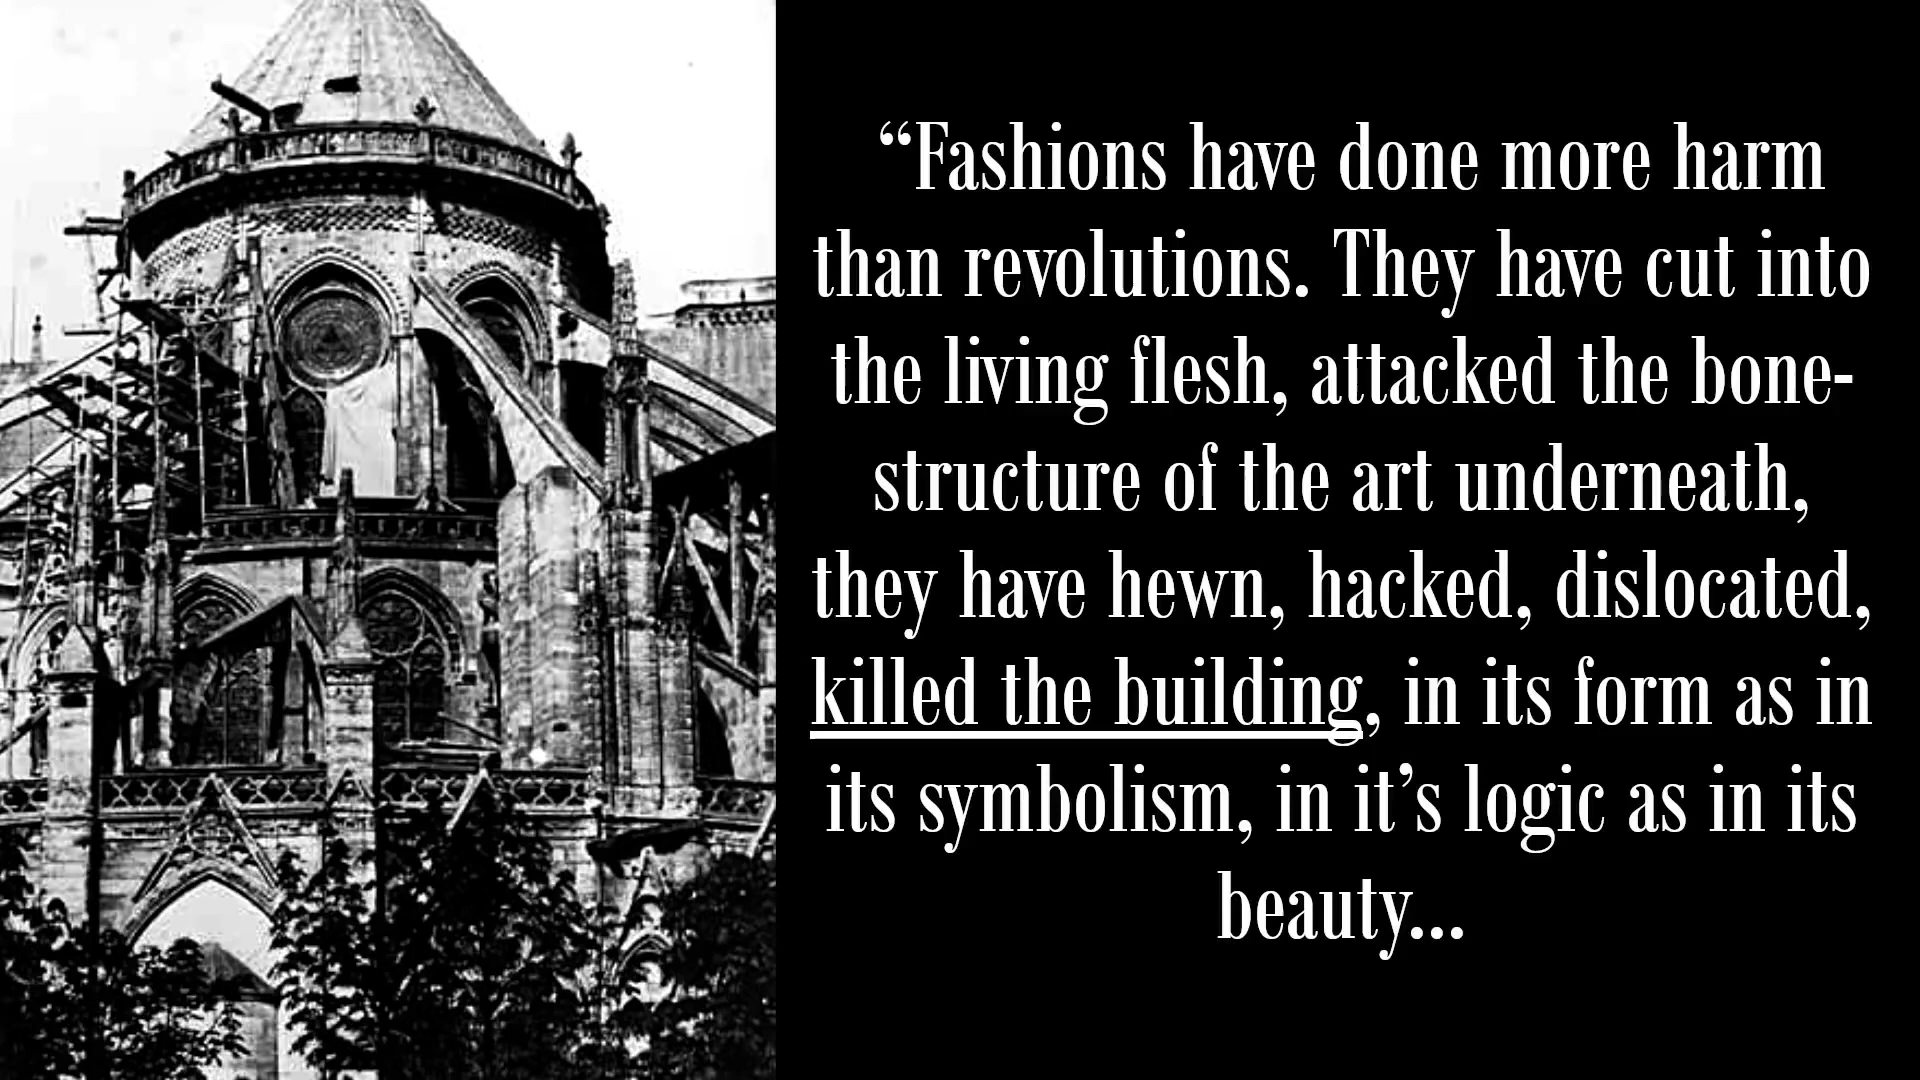 “Fashions have done more harm
than revolutions. They have cut into
the living flesh, attacked the bone-
structure of the art underneath,
they have hewn, hacked, dislocated,
killed the building, in its form as in
its symbolism, in it’s logic as in its
beauty...